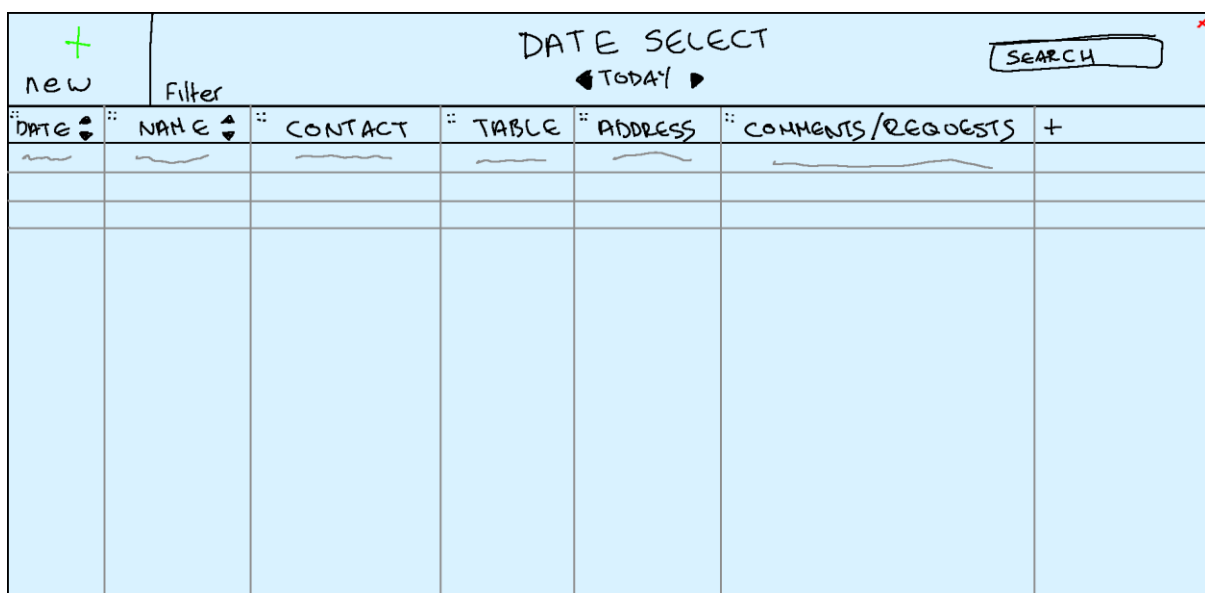 +
new
Filter
DATE SELECT
TODAY
SEARCH
DATE NAME CONTACT TABLE ADDRESS COMMENTS/REQUESTS +